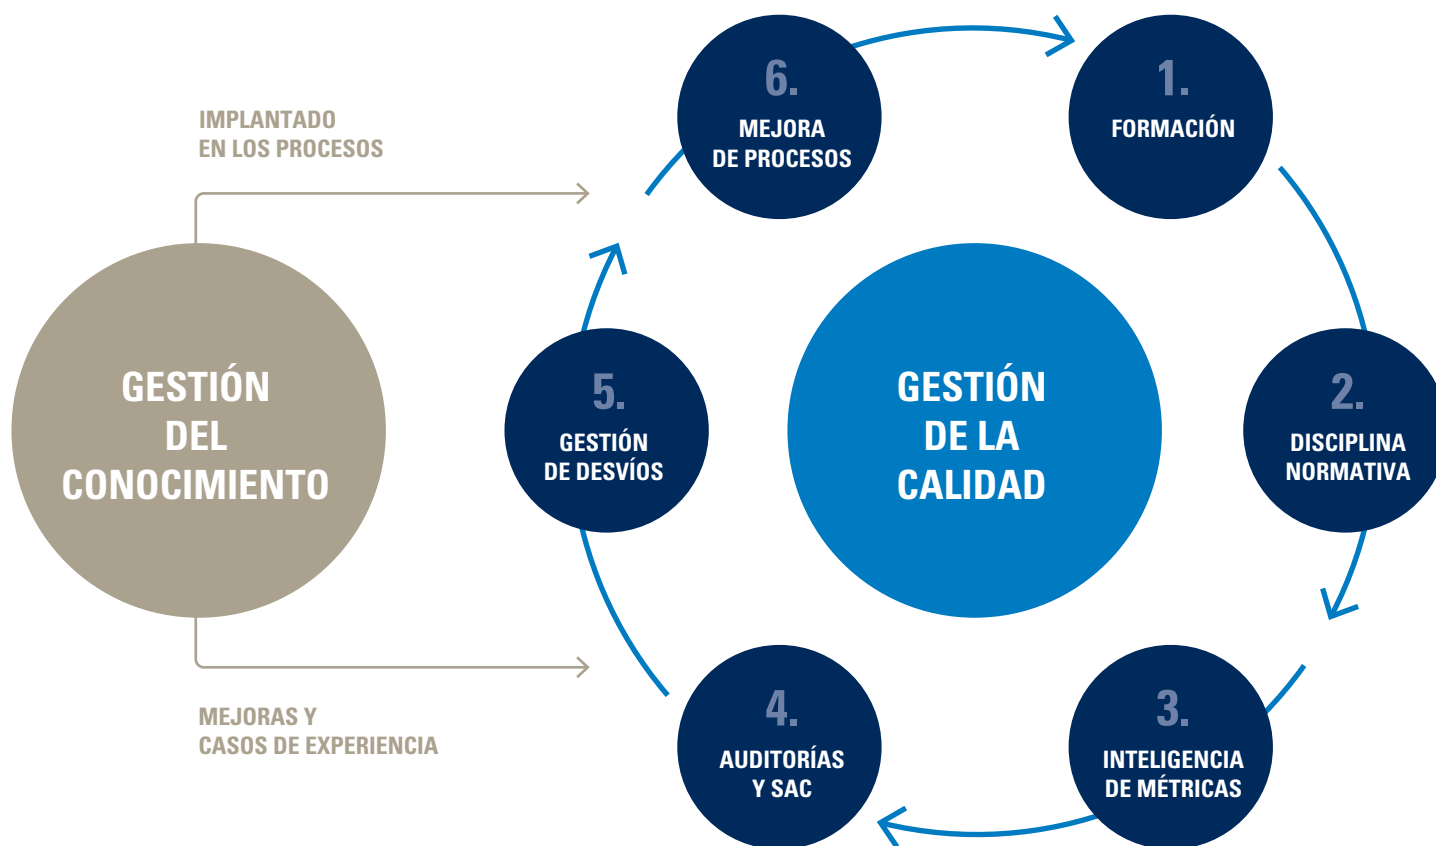 IMPLANTADO
EN LOS PROCESOS
GESTIÓN
DEL
CONOCIMIENTO
MEJORAS Y
CASOS DE EXPERIENCIA
GESTIÓN
DE LA
CALIDAD
1.
FORMACIÓN
2.
DISCIPLINA
NORMATIVA
3.
INTELIGENCIA
DE MÉTRICAS
4.
AUDITORÍAS
Y SAC
5.
GESTIÓN
DE DESVÍOS
6.
MEJORA
DE PROCESOS